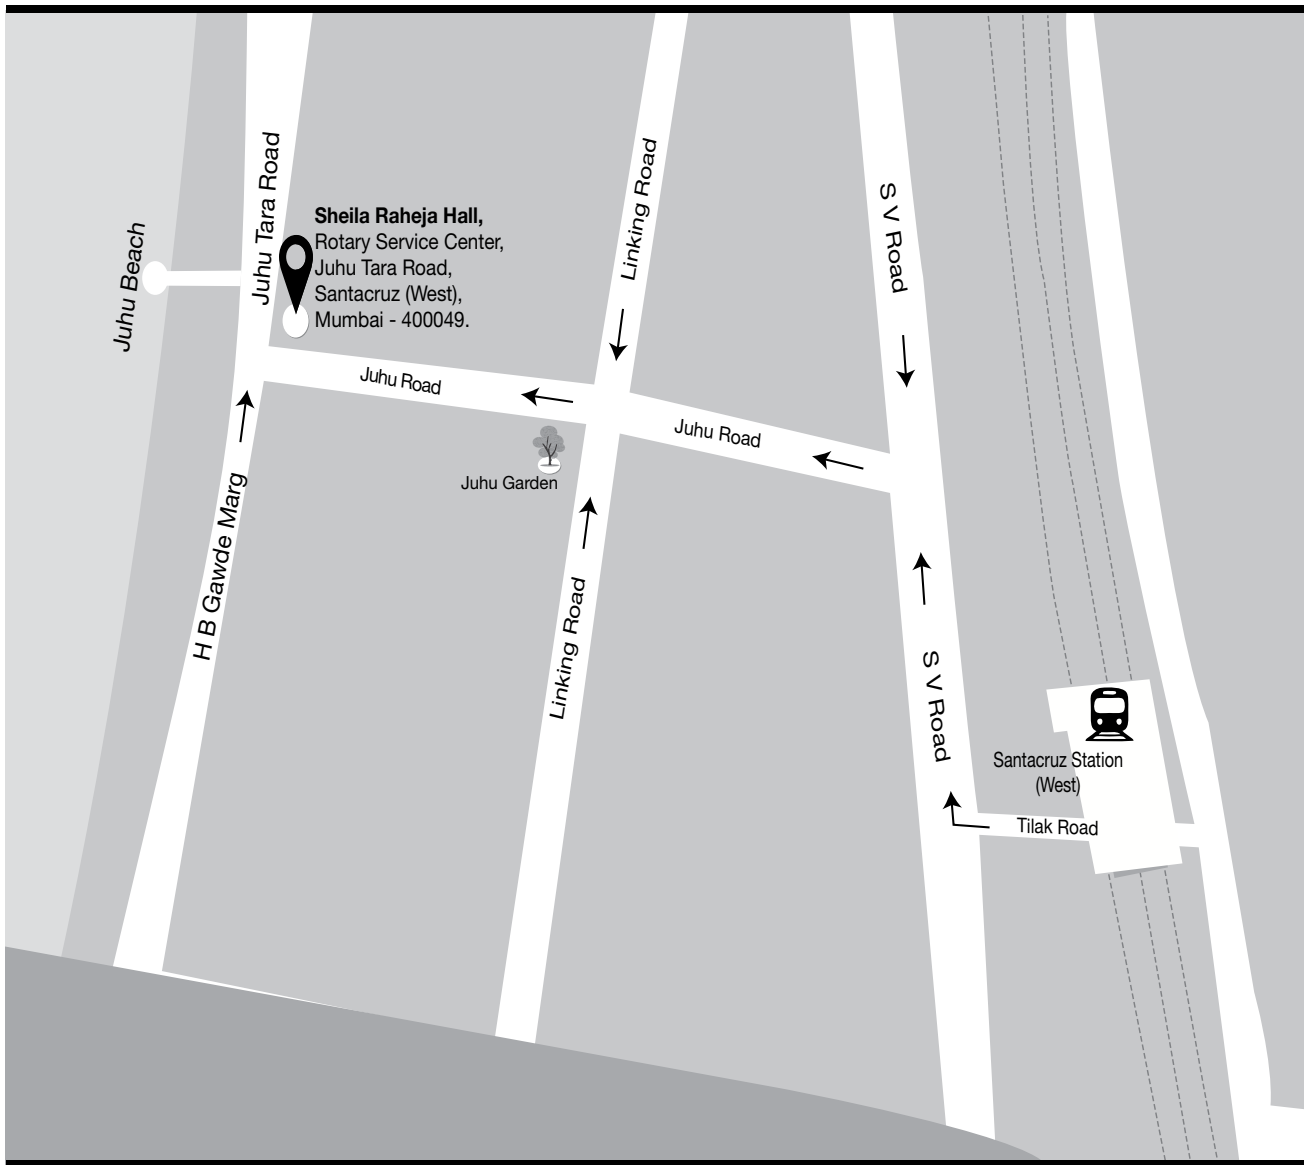 Juhu Tara Road
Sheila Raheja Hall,
Rotary Service Center,
Juhu Tara Road,
Santacruz (West),
Mumbai - 400049.
Juhu Beach
Linking Road
S V Road
Juhu Road
Juhu Road
Juhu Garden
H B Gawde Marg
Linking Road
S V Road
Santacruz Station
(West)
Tilak Road